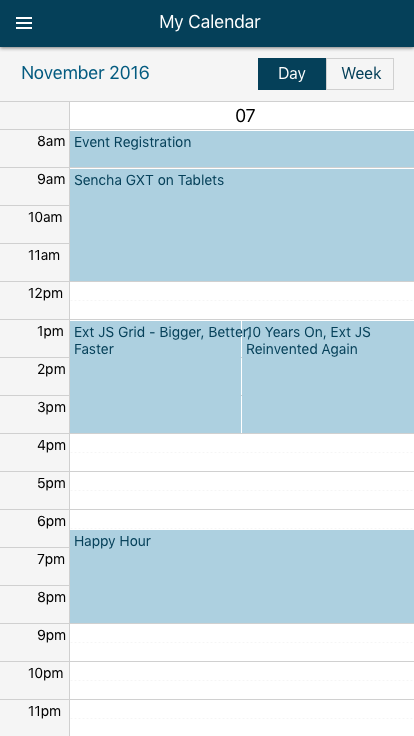 My Calendar
November 2016
Day
Week
07
8am
Event Registration
9am
Sencha GXT on Tablets
10am
11am
12pm
1pm
Ext JS Grid - Bigger, Better,
Faster
10 Years On, Ext JS
Reinvented Again
2pm
3pm
4pm
5pm
6pm
Happy Hour
7pm
8pm
9pm
10pm
11pm